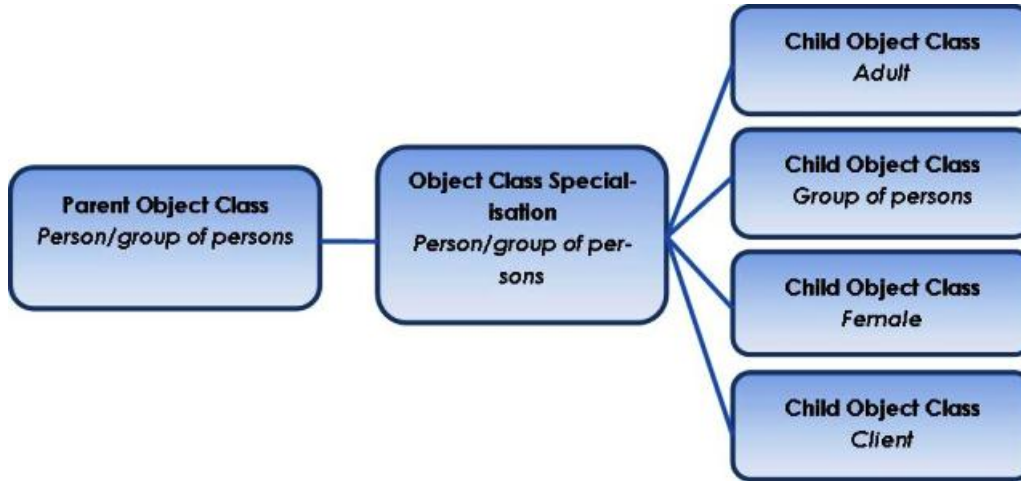 Parent Object Class
Person/group of persons
Object Class Special-
isation
Person/group of per-
sons
Child Object Class
Adult
Child Object Class
Group of persons
Child Object Class
Female
Child Object Class
Client